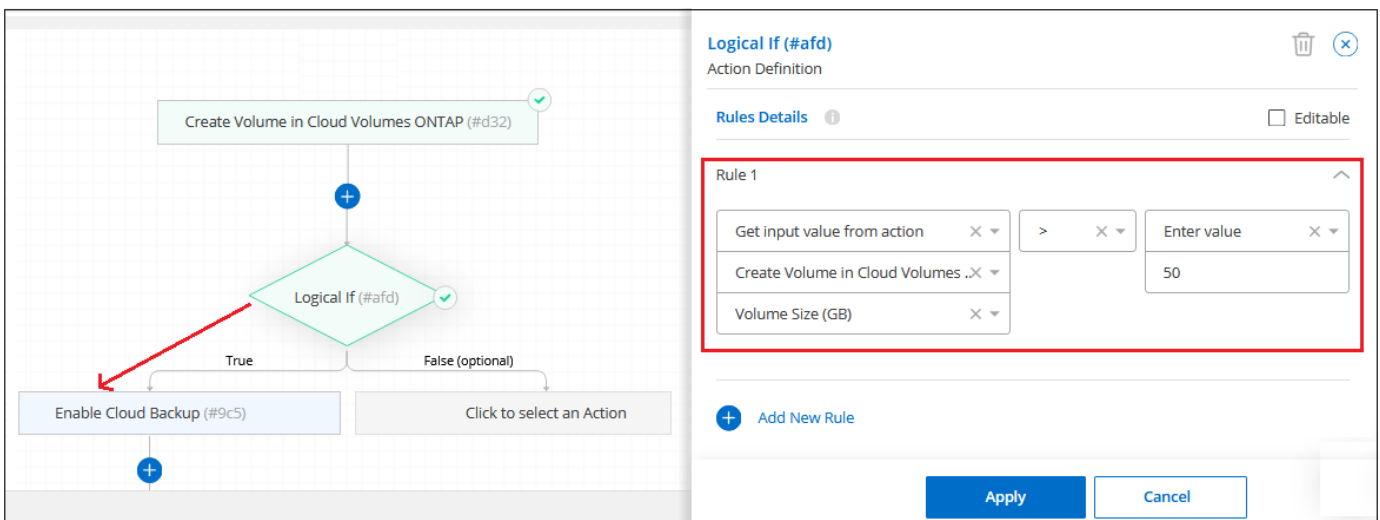 Create Volume in Cloud Volumes ONTAP (#d32)
Logical If (#afd)
True
False (optional)
Enable Cloud Backup (#9c5)
Click to select an Action
Logical If (#afd)
Action Definition
Rules Details
Editable
Rule 1
Get input value from action
>
Enter value
Create Volume in Cloud Volumes ..
50
Volume Size (GB)
Add New Rule
Apply
Cancel